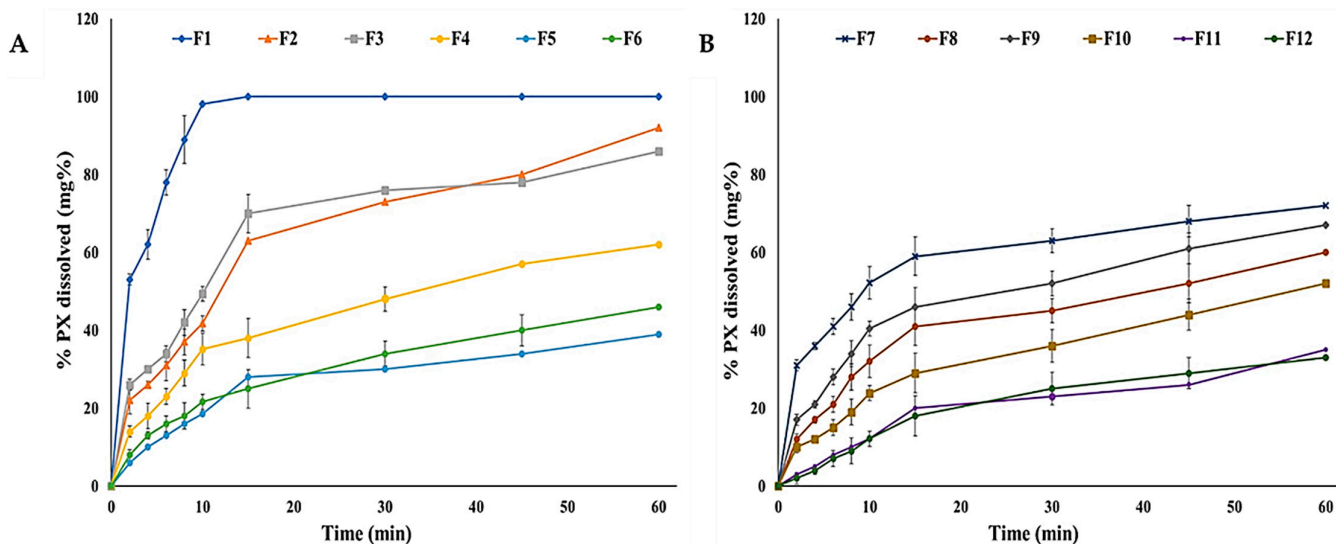 A
% PX dissolved (mg%)
120
100
80
60
40
20
0
F1 F2 F3 F4 F5 F6
0 10 20 30 40 50 60
Time (min)
B
% PX dissolved (mg%)
120
100
80
60
40
20
0
F7 F8 F9 F10 F11 F12
0 10 20 30 40 50 60
Time (min)